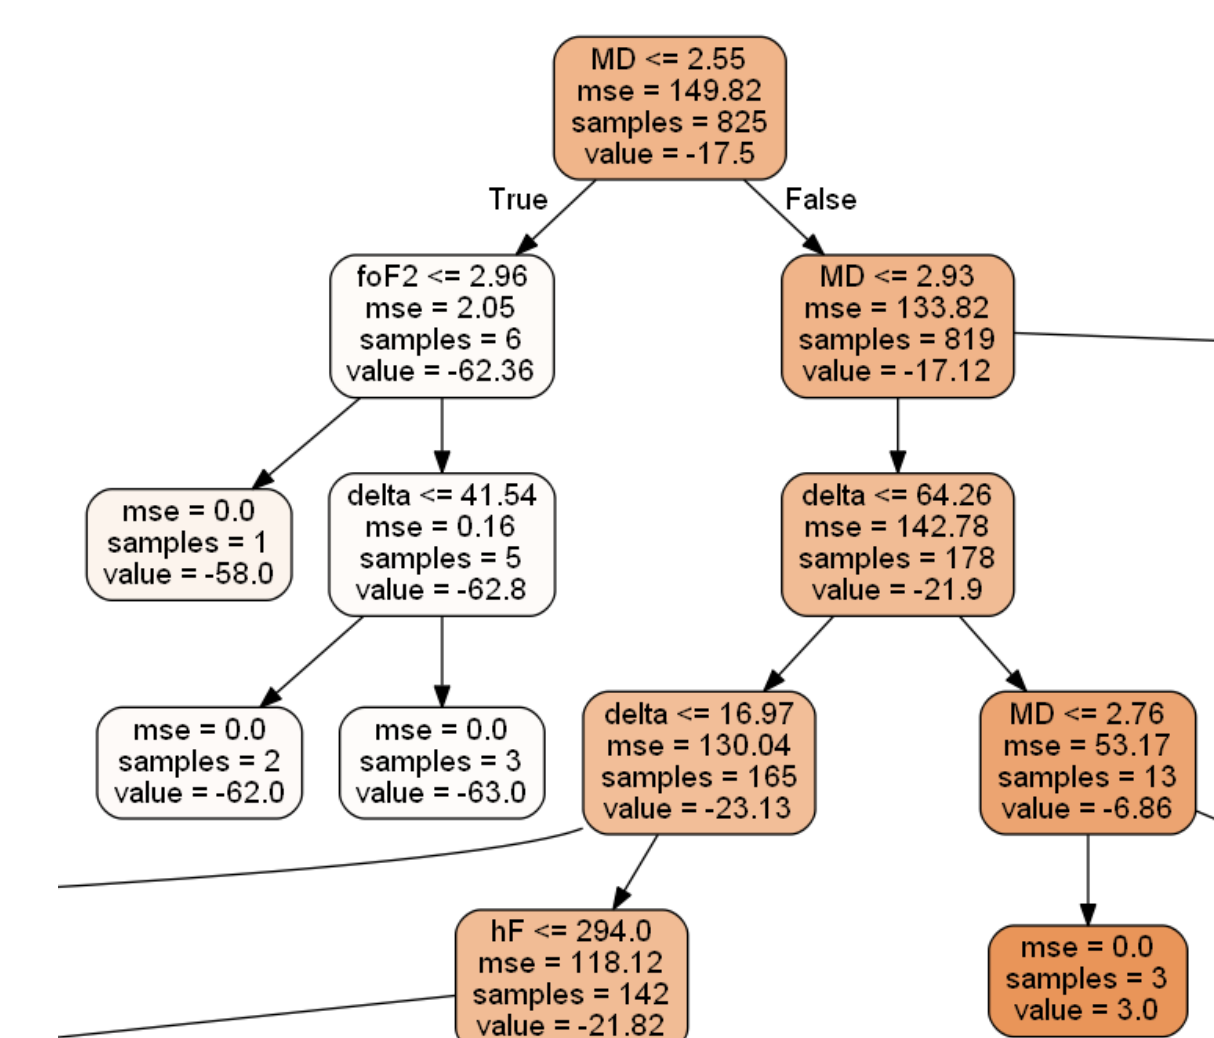 MD <= 2.55
mse = 149.82
samples = 825
value = -17.5
True
False
foF2 <= 2.96
mse = 2.05
samples = 6
value = -62.36
MD <= 2.93
mse = 133.82
samples = 819
value = -17.12
mse = 0.0
samples = 1
value = -58.0
delta <= 41.54
mse = 0.16
samples = 5
value = -62.8
delta <= 64.26
mse = 142.78
samples = 178
value = -21.9
mse = 0.0
samples = 2
value = -62.0
mse = 0.0
samples = 3
value = -63.0
delta <= 16.97
mse = 130.04
samples = 165
value = -23.13
MD <= 2.76
mse = 53.17
samples = 13
value = -6.86
hF <= 294.0
mse = 118.12
samples = 142
value = -21.82
mse = 0.0
samples = 3
value = 3.0